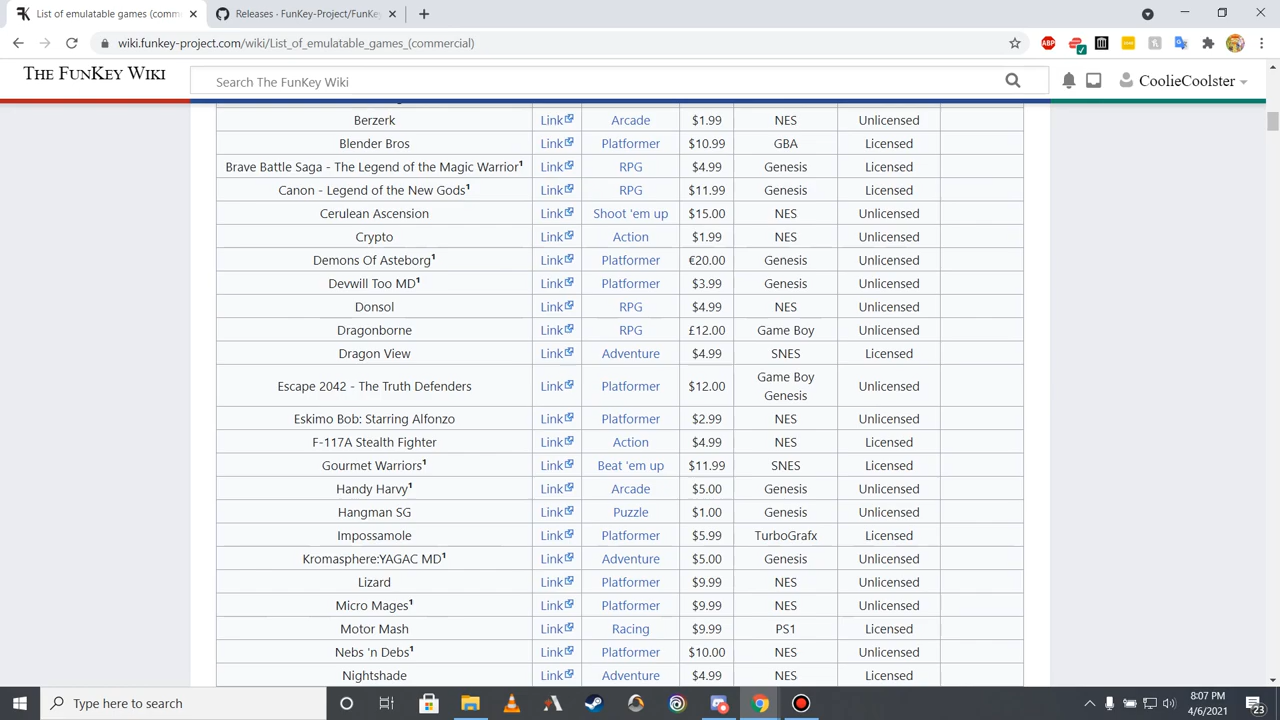 List of emulatable games (comm
Releases · FunKey-Project/FunKe
wiki.funkey-project.com/wiki/List_of_emulatable_games_(commercial)
ABP
THE FUNKEY WIKI
Search The FunKey Wiki
CoolieCoolster
Berzerk Link Arcade $1.99 NES Unlicensed
Blender Bros Link Platformer $10.99 GBA Licensed
Brave Battle Saga - The Legend of the Magic Warrior¹ Link RPG $4.99 Genesis Licensed
Canon - Legend of the New Gods¹ Link RPG $11.99 Genesis Licensed
Cerulean Ascension Link Shoot 'em up $15.00 NES Unlicensed
Crypto Link Action $1.99 NES Unlicensed
Demons Of Asteborg¹ Link Platformer €20.00 Genesis Unlicensed
Devwill Too MD¹ Link Platformer $3.99 Genesis Unlicensed
Donsol Link RPG $4.99 NES Unlicensed
Dragonborne Link RPG £12.00 Game Boy Unlicensed
Dragon View Link Adventure $4.99 SNES Licensed
Escape 2042 - The Truth Defenders Link Platformer $12.00 Game Boy
Genesis Unlicensed
Eskimo Bob: Starring Alfonzo Link Platformer $2.99 NES Unlicensed
F-117A Stealth Fighter Link Action $4.99 NES Licensed
Gourmet Warriors¹ Link Beat 'em up $11.99 SNES Licensed
Handy Harvy¹ Link Arcade $5.00 Genesis Unlicensed
Hangman SG Link Puzzle $1.00 Genesis Unlicensed
Impossamole Link Platformer $5.99 TurboGrafx Licensed
Kromasphere:YAGAC MD¹ Link Adventure $5.00 Genesis Unlicensed
Lizard Link Platformer $9.99 NES Unlicensed
Micro Mages¹ Link Platformer $9.99 NES Unlicensed
Motor Mash Link Racing $9.99 PS1 Licensed
Nebs 'n Debs¹ Link Platformer $10.00 NES Unlicensed
Nightshade Link Adventure $4.99 NES Licensed
Type here to search
8:07 PM
4/6/2021
23